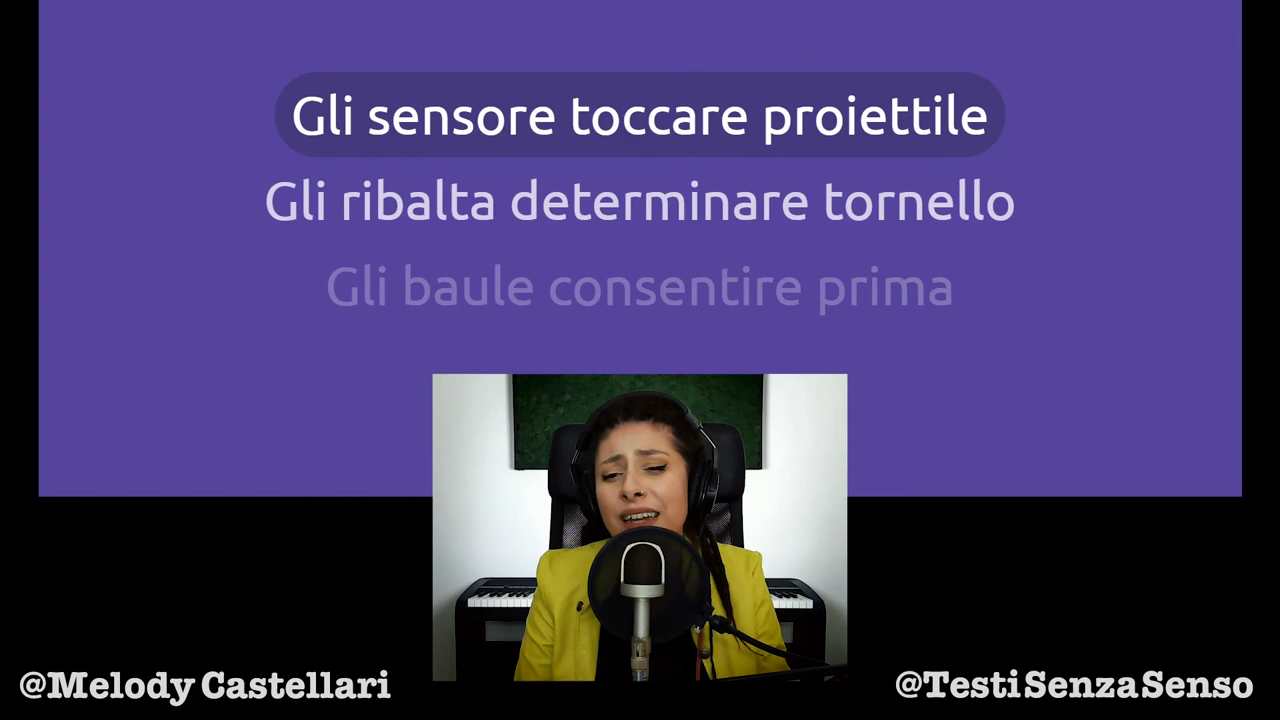 Gli sensore toccare proiettile
Gli ribalta determinare tornello
Gli baule consentire prima
@Melody Castellari
@TestiSenzaSenso